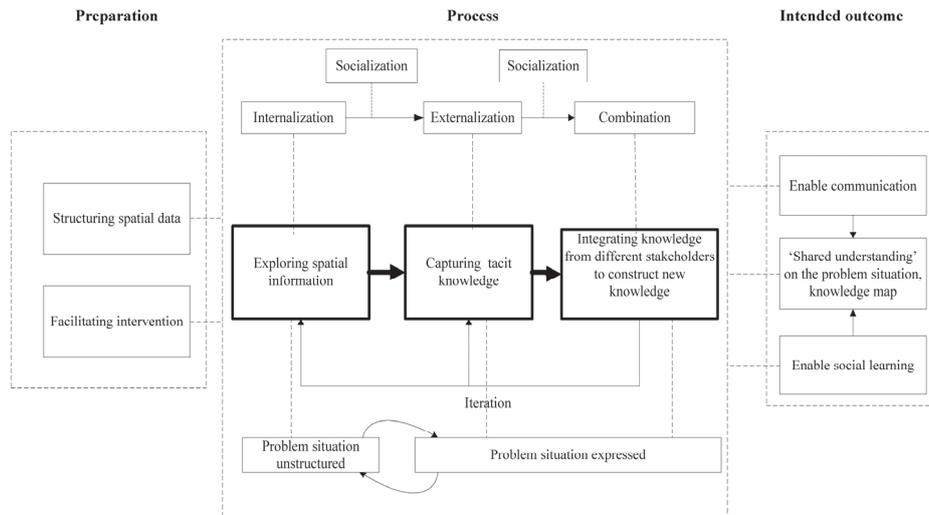 Preparation
Process
Intended outcome
Socialization
Socialization
Internalization
Externalization
Combination
Structuring spatial data
Facilitating intervention
Exploring spatial
information
Capturing tacit
knowledge
Integrating knowledge
from different stakeholders
to construct new
knowledge
Iteration
Problem situation
unstructured
Problem situation expressed
Enable communication
‘Shared understanding’
on the problem situation,
knowledge map
Enable social learning